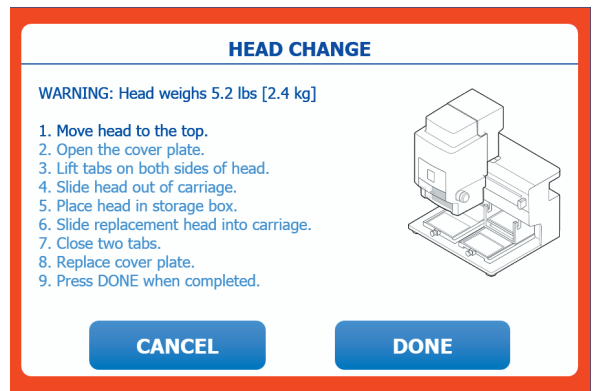 HEAD CHANGE
WARNING: Head weighs 5.2 lbs [2.4 kg]
1. Move head to the top.
2. Open the cover plate.
3. Lift tabs on both sides of head.
4. Slide head out of carriage.
5. Place head in storage box.
6. Slide replacement head into carriage.
7. Close two tabs.
8. Replace cover plate.
9. Press DONE when completed.
CANCEL
DONE